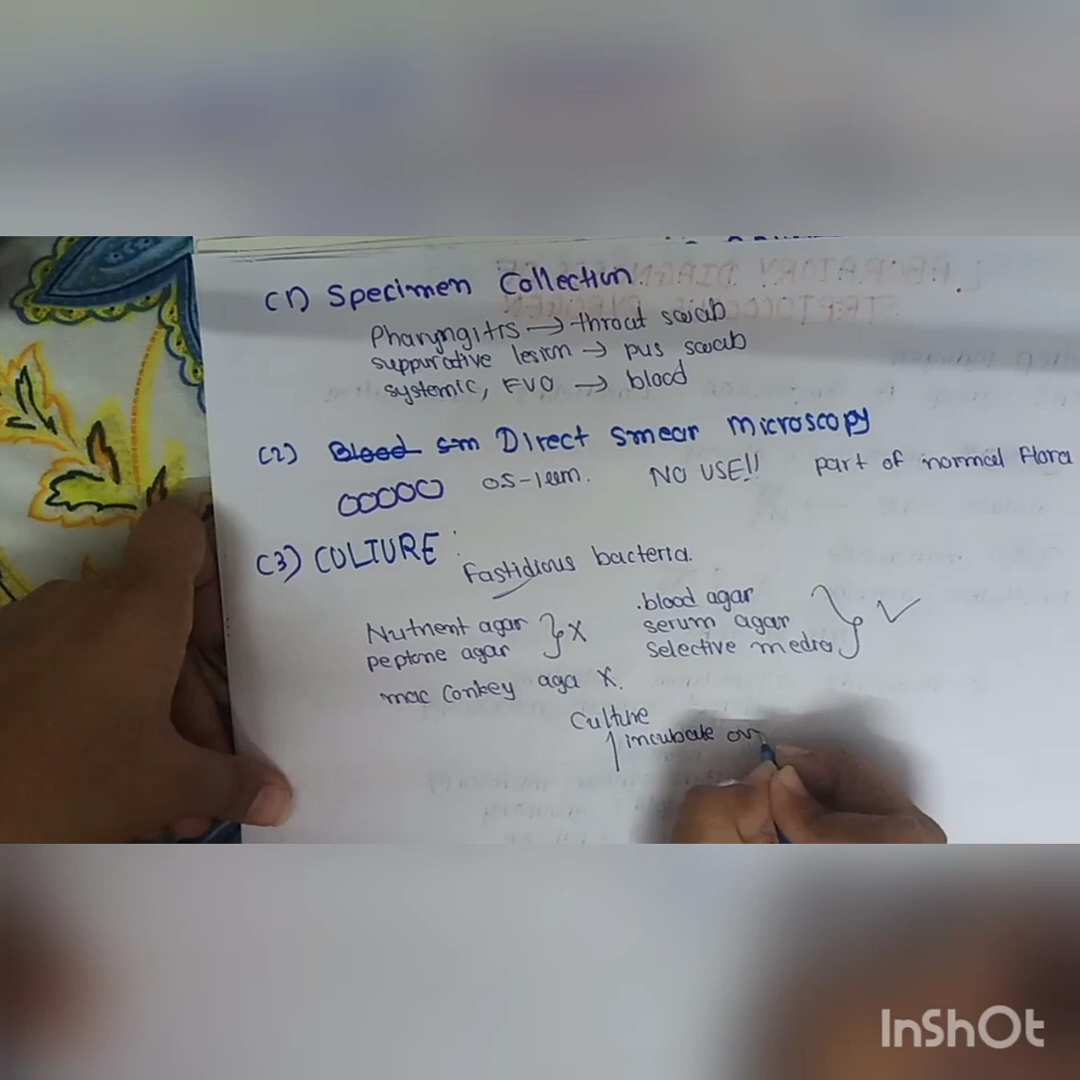 (1) Specimen Collection.
Pharyngitis → throat swab
suppurative lesion → pus swab
systemic, FVO → blood
(2) Blood sm Direct Smear Microscopy
0.5-1um. NO USE!! part of normal Flora
(3) CULTURE :
Fastidious bacteria.
Nutrient agar } X
peptone agar
.blood agar
serum agar } ✓
selective media
mac Conkey aga X.
Culture
incubate ov
InShOt